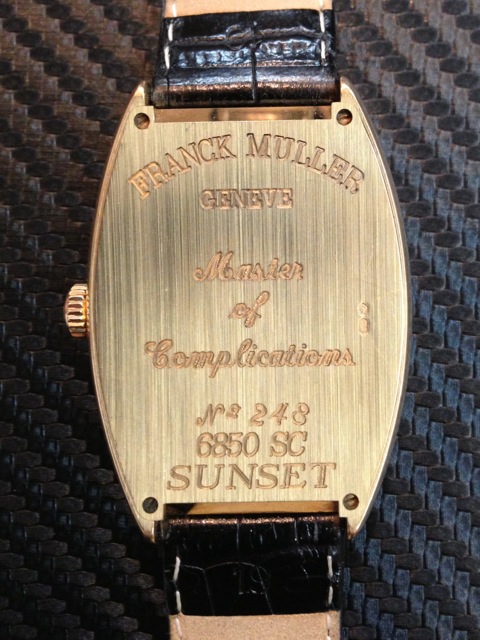 FRANCK MULLER
GENEVE
Master
of
Complications
Nº 248
6850 SC
SUNSET